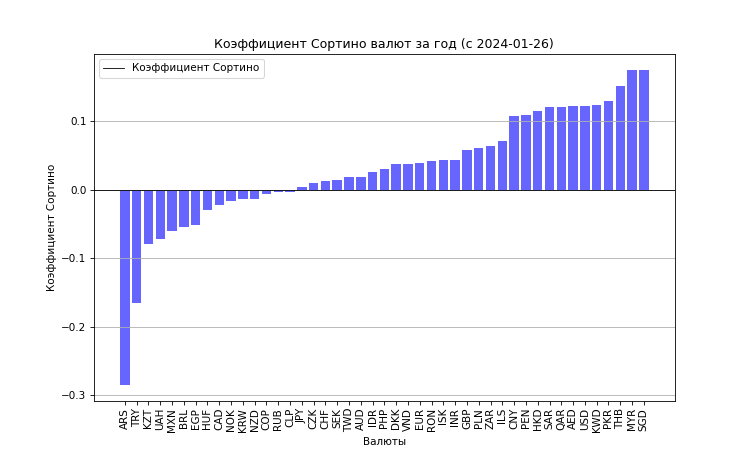 Коэффициент Сортино валют за год (с 2024-01-26)
Коэффициент Сортино
Коэффициент Сортино
0.1
0.0
−0.1
−0.2
−0.3
ARS TRY KZT UAH MXN BRL EGP HUF CAD NOK KRW NZD COP RUB CLP JPY CZK CHF SEK TWD AUD IDR PHP DKK VND EUR RON ISK INR GBP PLN ZAR ILS CNY PEN HKD SAR QAR AED USD KWD PKR THB MYR SGD
Валюты